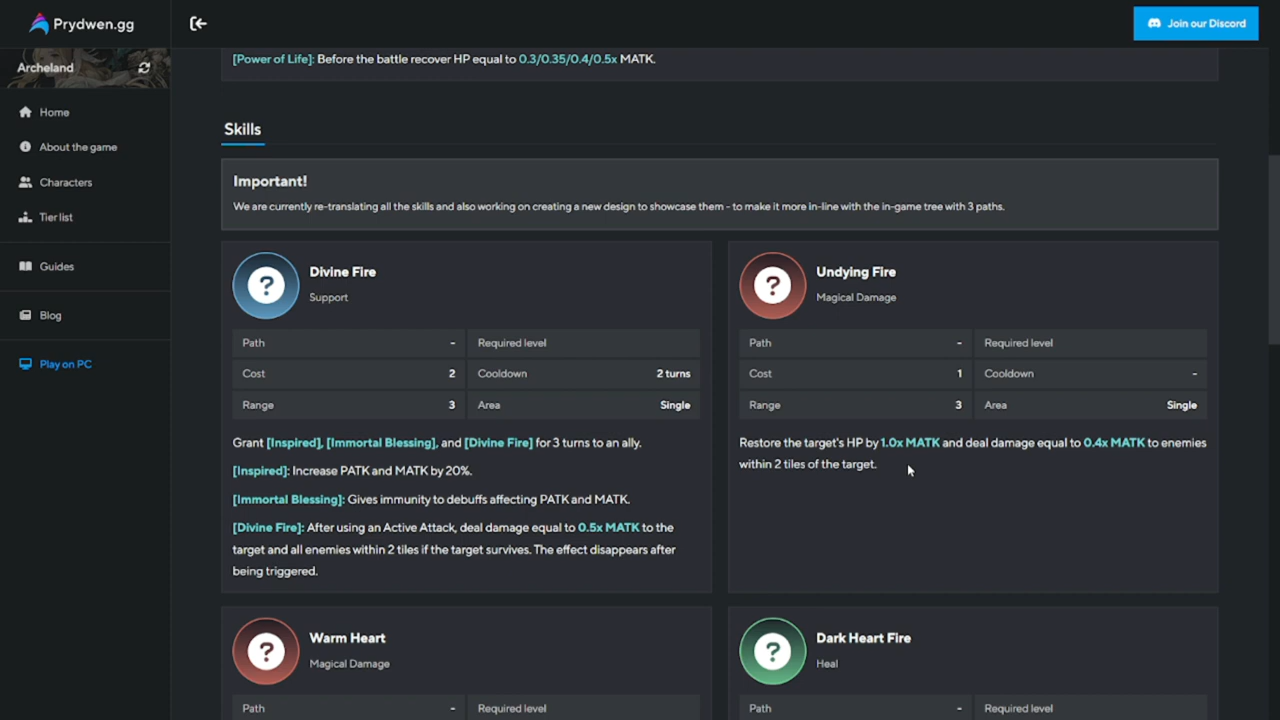 Prydwen.gg
Join our Discord
Archeland
Home
About the game
Characters
Tier list
Guides
Blog
Play on PC
[Power of Life]: Before the battle recover HP equal to 0.3/0.35/0.4/0.5x MATK.
Skills
Important!
We are currently re-translating all the skills and also working on creating a new design to showcase them - to make it more in-line with the in-game tree with 3 paths.
?
Divine Fire
Support
Path - Required level
Cost 2 Cooldown 2 turns
Range 3 Area Single
Grant [Inspired], [Immortal Blessing], and [Divine Fire] for 3 turns to an ally.
[Inspired]: Increase PATK and MATK by 20%.
[Immortal Blessing]: Gives immunity to debuffs affecting PATK and MATK.
[Divine Fire]: After using an Active Attack, deal damage equal to 0.5x MATK to the
target and all enemies within 2 tiles if the target survives. The effect disappears after
being triggered.
?
Undying Fire
Magical Damage
Path - Required level
Cost 1 Cooldown -
Range 3 Area Single
Restore the target's HP by 1.0x MATK and deal damage equal to 0.4x MATK to enemies
within 2 tiles of the target.
?
Warm Heart
Magical Damage
Path - Required level
?
Dark Heart Fire
Heal
Path - Required level